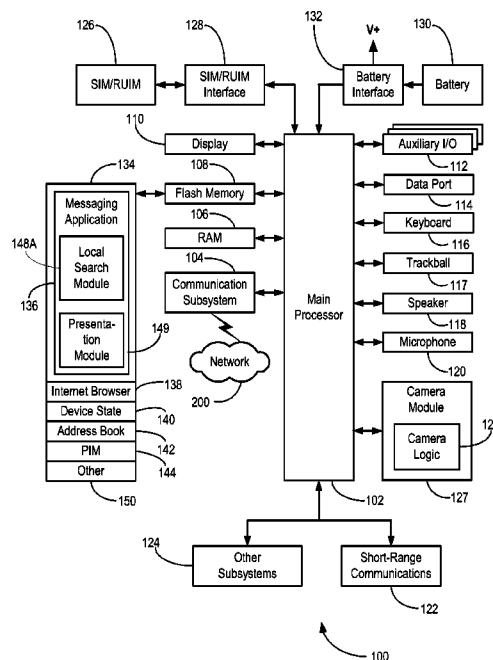 126
128
132
V+
130
SIM/RUIM
SIM/RUIM
Interface
Battery
Interface
Battery
110
Display
Auxiliary I/O
112
134
108
Flash Memory
Data Port
114
Messaging
Application
106
RAM
Keyboard
116
148A
Local
Search
Module
136
104
Communication
Subsystem
Trackball
117
Main
Processor
Speaker
118
Presenta-
tion
Module
149
Network
200
Microphone
120
Internet Browser
138
Device State
140
Address Book
142
PIM
144
Other
150
Camera
Module
Camera
Logic
12
127
102
124
Other
Subsystems
Short-Range
Communications
122
100